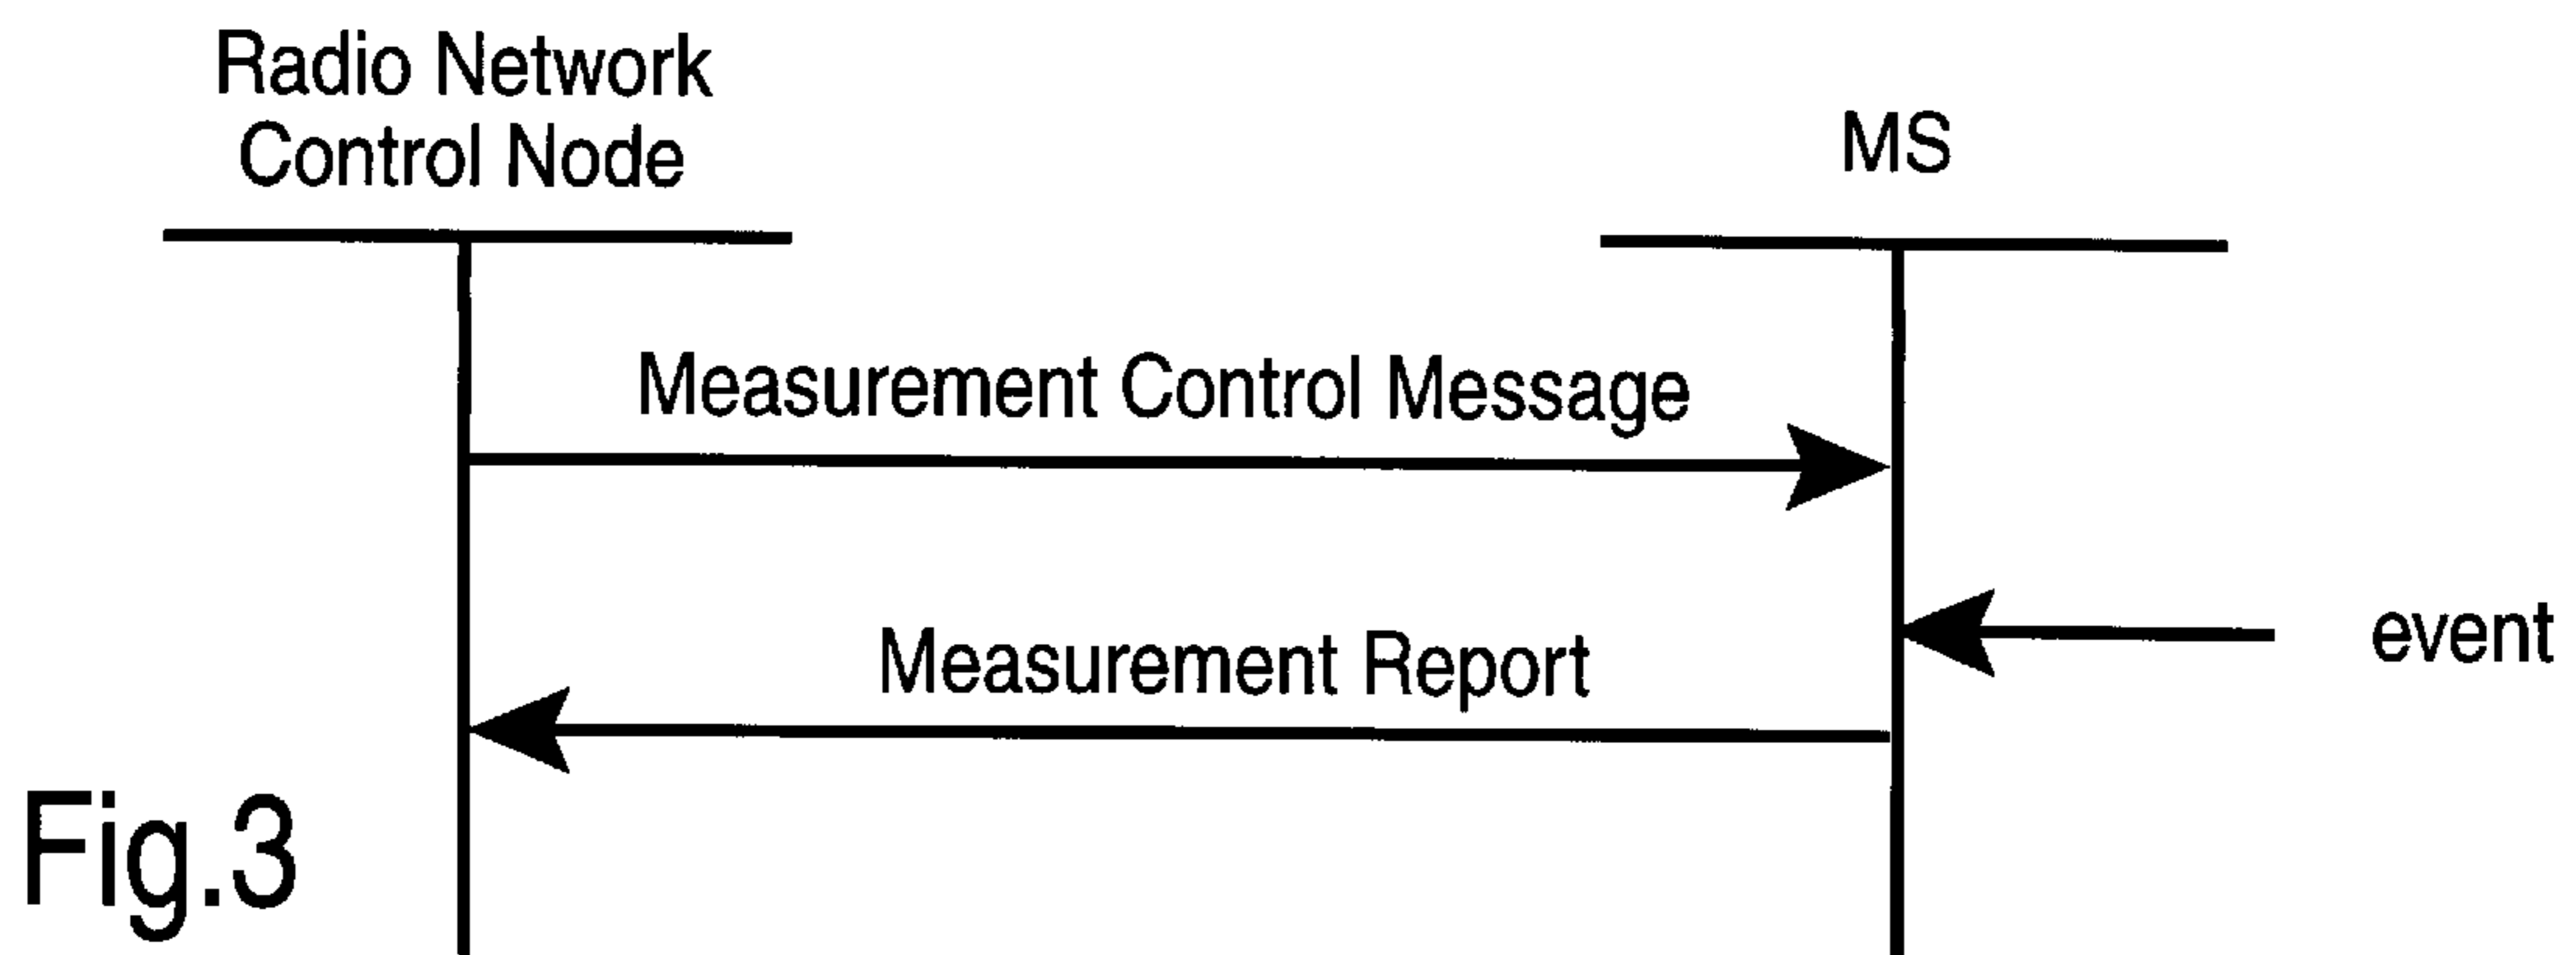 Radio Network
Control Node
MS
Measurement Control Message
event
Measurement Report
Fig.3